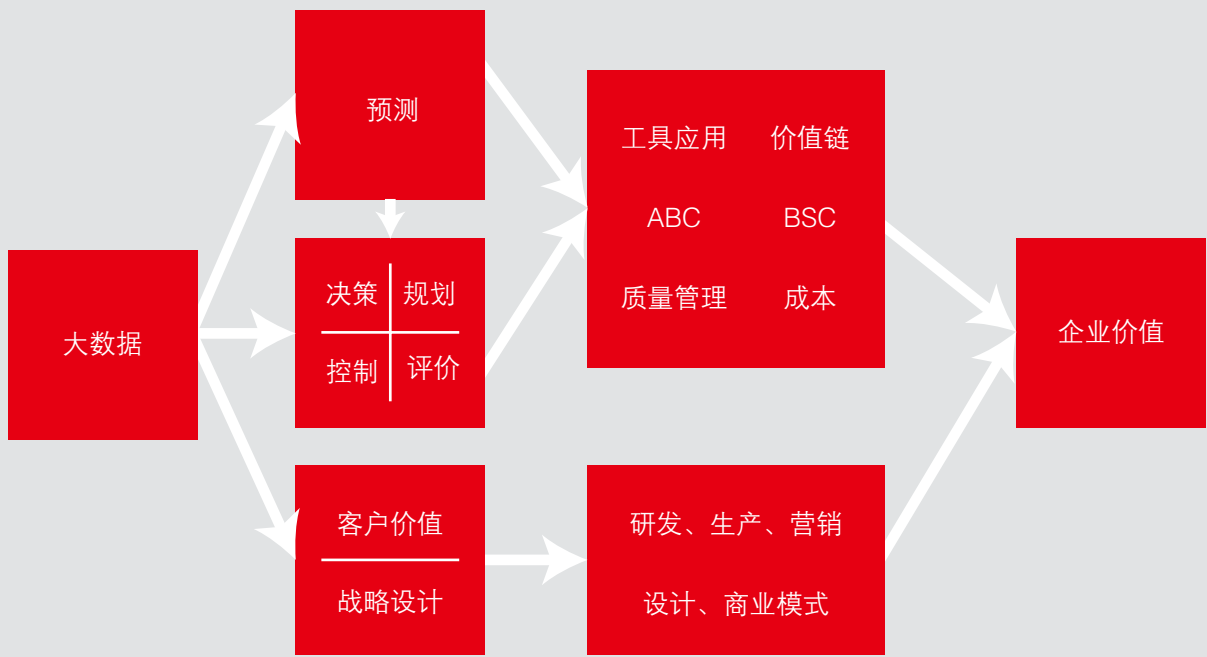 大数据
预测
决策 规划
控制 评价
客户价值
战略设计
工具应用 价值链
ABC BSC
质量管理 成本
研发、生产、营销
设计、商业模式
企业价值